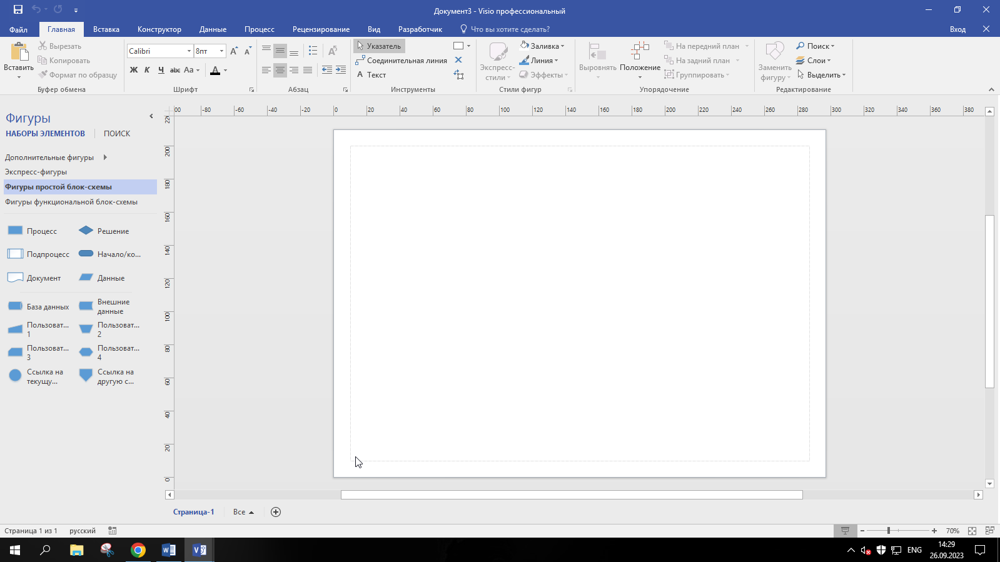 Документ3 - Visio профессиональный
Файл Главная Вставка Конструктор Данные Процесс Рецензирование Вид Разработчик Что вы хотите сделать? Вход
Вставить
Вырезать
Копировать
Формат по образцу
Буфер обмена
Calibri 8пт
Ж К Ч abc Aa А
Шрифт
Абзац
Указатель
Соединительная линия
Текст
Инструменты
Экспресс-
стили
Заливка
Линия
Эффекты
Стили фигур
Выровнять
Положение
На передний план
На задний план
Группировать
Упорядочение
Заменить
фигуру
Поиск
Слои
Выделить
Редактирование
Фигуры
НАБОРЫ ЭЛЕМЕНТОВ ПОИСК
Дополнительные фигуры
Экспресс-фигуры
Фигуры простой блок-схемы
Фигуры функциональной блок-схемы
Процесс Решение
Подпроцесс Начало/ко...
Документ Данные
База данных
Внешние
данные
Пользоват...
1
Пользоват...
2
Пользоват...
3
Пользоват...
4
Ссылка на
текущу...
Ссылка на
другую с...
00 -80 -60 -40 -20 0 20 40 60 80 100 120 140 160 180 200 220 240 260 280 300 320 340 360 380
22
200
180
160
140
120
100
80
60
40
20
0
Страница-1 Все
Страница 1 из 1 русский 70%
ENG
14:29
26.09.2023